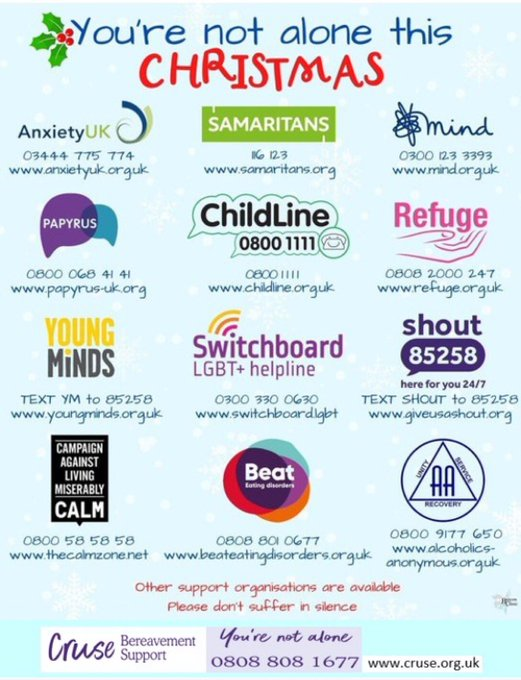 You're not alone this
CHRISTMAS
AnxietyUK
03444 775 774
www.anxietyuk.org.uk
SAMARITANS
116 123
www.samaritans.org
mind
0300 123 3393
www.mind.org.uk
PAPYRUS
0800 068 41 41
www.papyrus-uk.org
ChildLine
0800 1111
0800 1111
www.childline.org.uk
Refuge
0808 2000 247
www.refuge.org.uk
YOUNG
MiNDS
TEXT YM to 85258
www.youngminds.org.uk
Switchboard
LGBT+ helpline
0300 330 0630
www.switchboard.lgbt
shout
85258
here for you 24/7
TEXT SHOUT to 85258
www.giveusashout.org
CAMPAIGN
AGAINST
LIVING
MISERABLY
CALM
0800 58 58 58
www.thecalmzone.net
Beat
Eating disorders
0808 801 0677
www.beateatingdisorders.org.uk
UNITY
SERVICE
AA
RECOVERY
0800 9177 650
www.alcoholics-
anonymous.org.uk
Other support organisations are available
Please don't suffer in silence
Cruse Bereavement
Support
You're not alone
0808 808 1677
www.cruse.org.uk